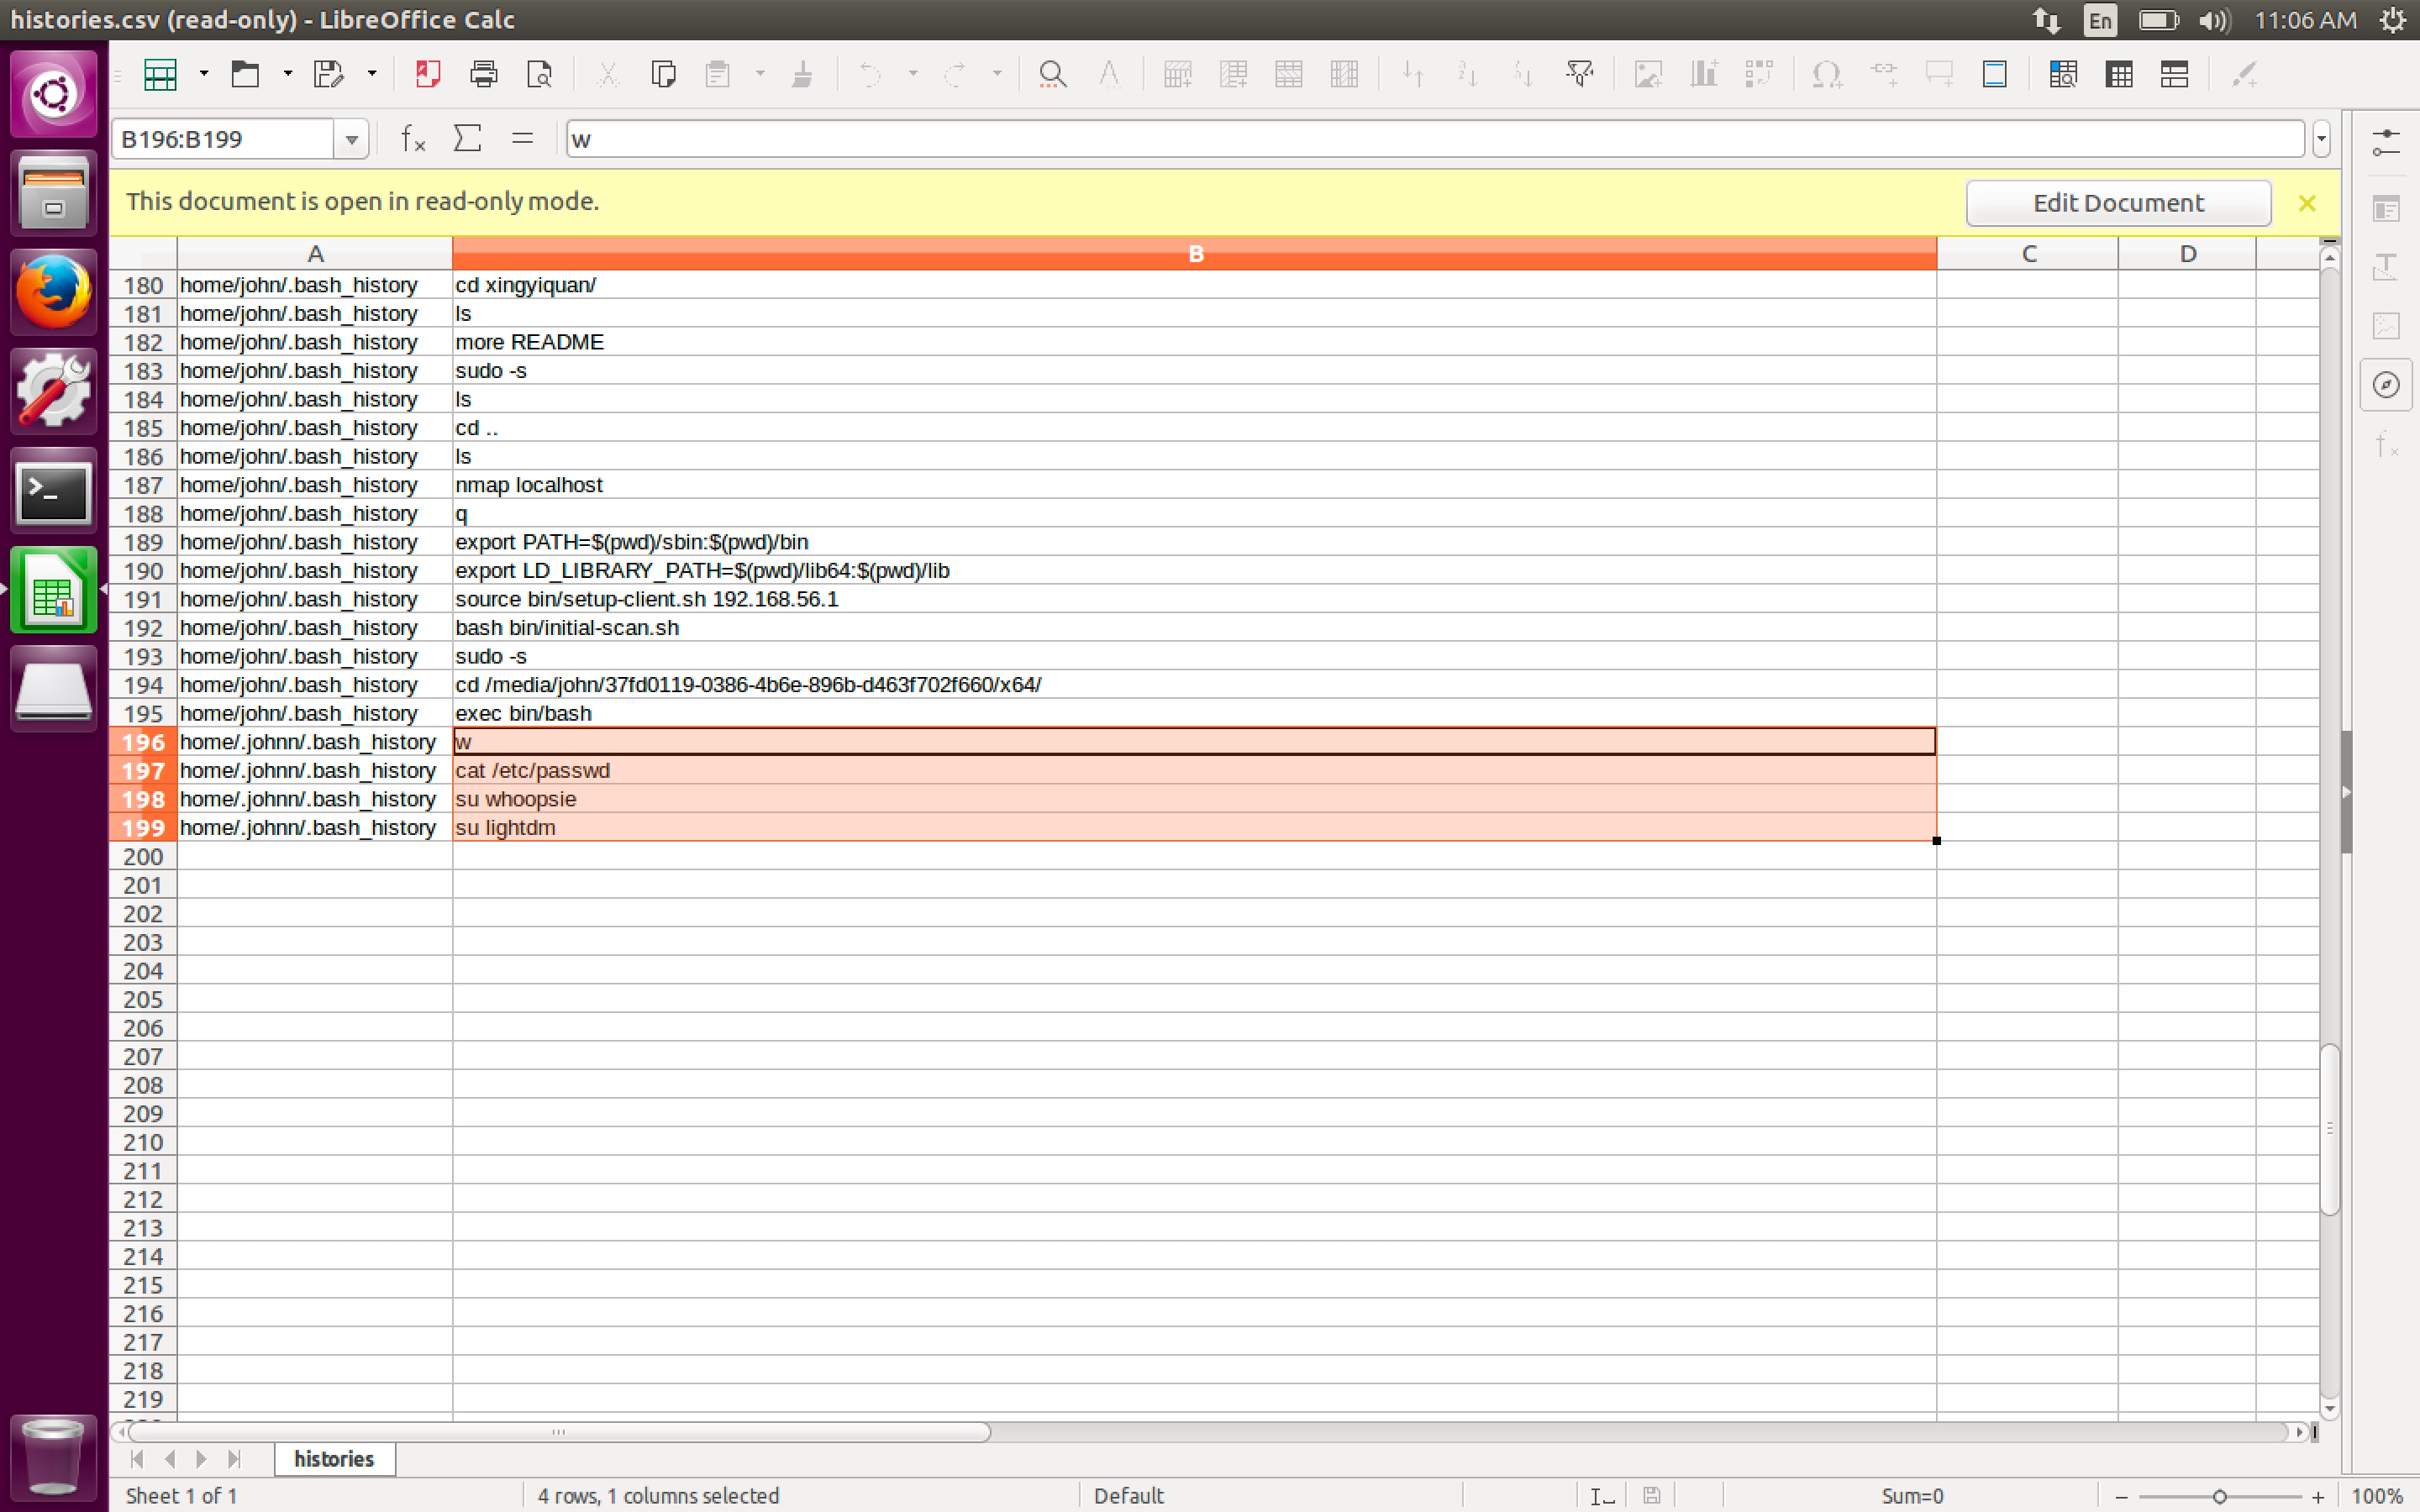 histories.csv (read-only) - LibreOffice Calc
En
11:06 AM
B196:B199
w
This document is open in read-only mode.
Edit Document
A B C D
180 home/john/.bash_history cd xingyiquan/
181 home/john/.bash_history ls
182 home/john/.bash_history more README
183 home/john/.bash_history sudo -s
184 home/john/.bash_history ls
185 home/john/.bash_history cd ..
186 home/john/.bash_history ls
187 home/john/.bash_history nmap localhost
188 home/john/.bash_history q
189 home/john/.bash_history export PATH=$(pwd)/sbin:$(pwd)/bin
190 home/john/.bash_history export LD_LIBRARY_PATH=$(pwd)/lib64:$(pwd)/lib
191 home/john/.bash_history source bin/setup-client.sh 192.168.56.1
192 home/john/.bash_history bash bin/initial-scan.sh
193 home/john/.bash_history sudo -s
194 home/john/.bash_history cd /media/john/37fd0119-0386-4b6e-896b-d463f702f660/x64/
195 home/john/.bash_history exec bin/bash
196 home/.johnn/.bash_history w
197 home/.johnn/.bash_history cat /etc/passwd
198 home/.johnn/.bash_history su whoopsie
199 home/.johnn/.bash_history su lightdm
200
201
202
203
204
205
206
207
208
209
210
211
212
213
214
215
216
217
218
219
histories
Sheet 1 of 1 4 rows, 1 columns selected Default Sum=0 100%